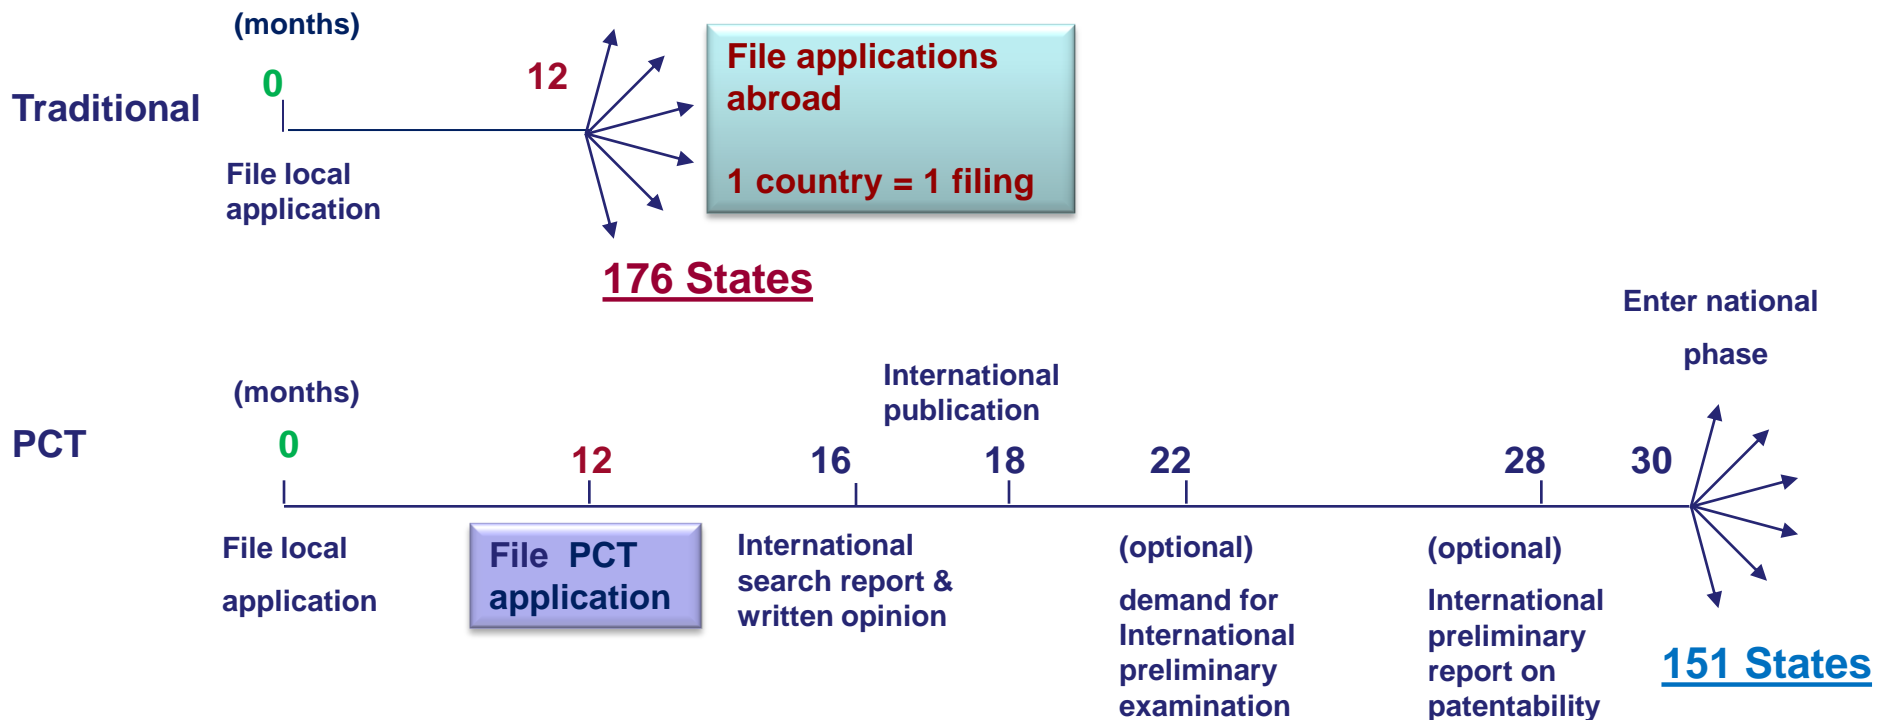 (months)
0
12
Traditional
File local
application
File applications
abroad
1 country = 1 filing
176 States
Enter national
phase
(months)
International
publication
PCT
0
12
16
18
22
28
30
File local
application
File PCT
application
International
search report &
written opinion
(optional)
demand for
International
preliminary
examination
(optional)
International
preliminary
report on
patentability
151 States